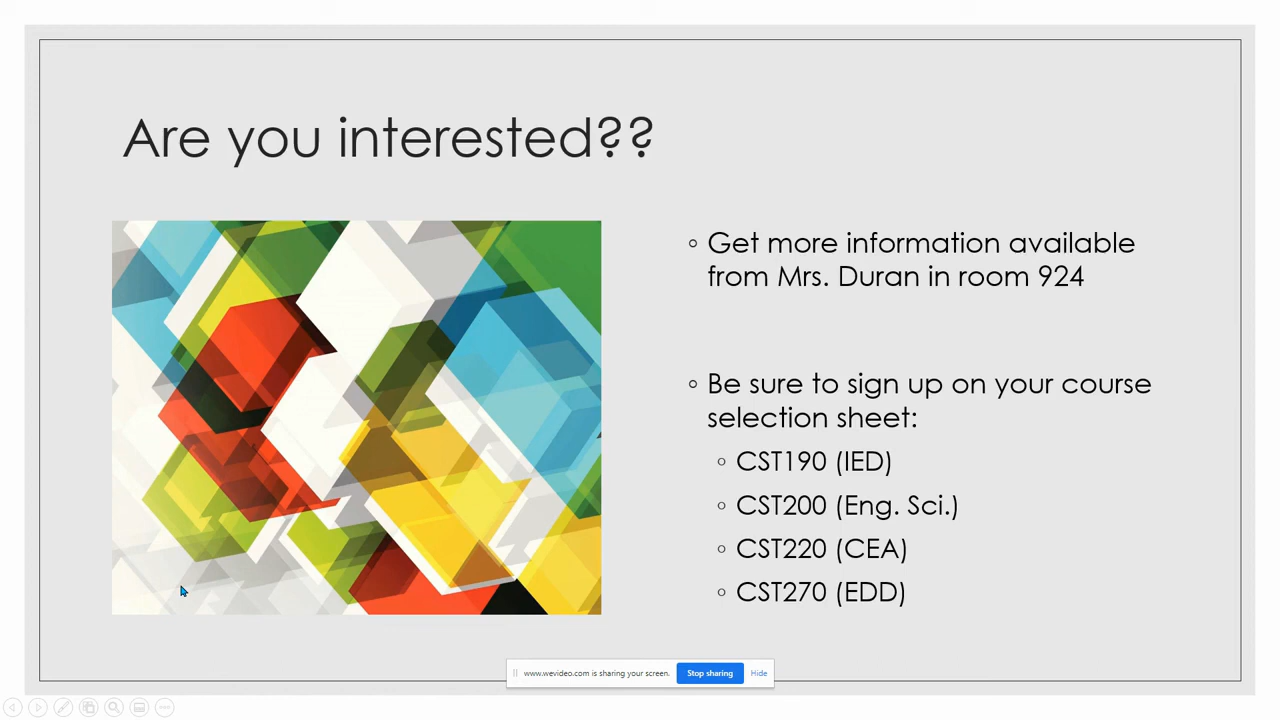 Are you interested??
◦ Get more information available
from Mrs. Duran in room 924
◦ Be sure to sign up on your course
selection sheet:
◦ CST190 (IED)
◦ CST200 (Eng. Sci.)
◦ CST220 (CEA)
◦ CST270 (EDD)
www.wevideo.com is sharing your screen. Stop sharing Hide